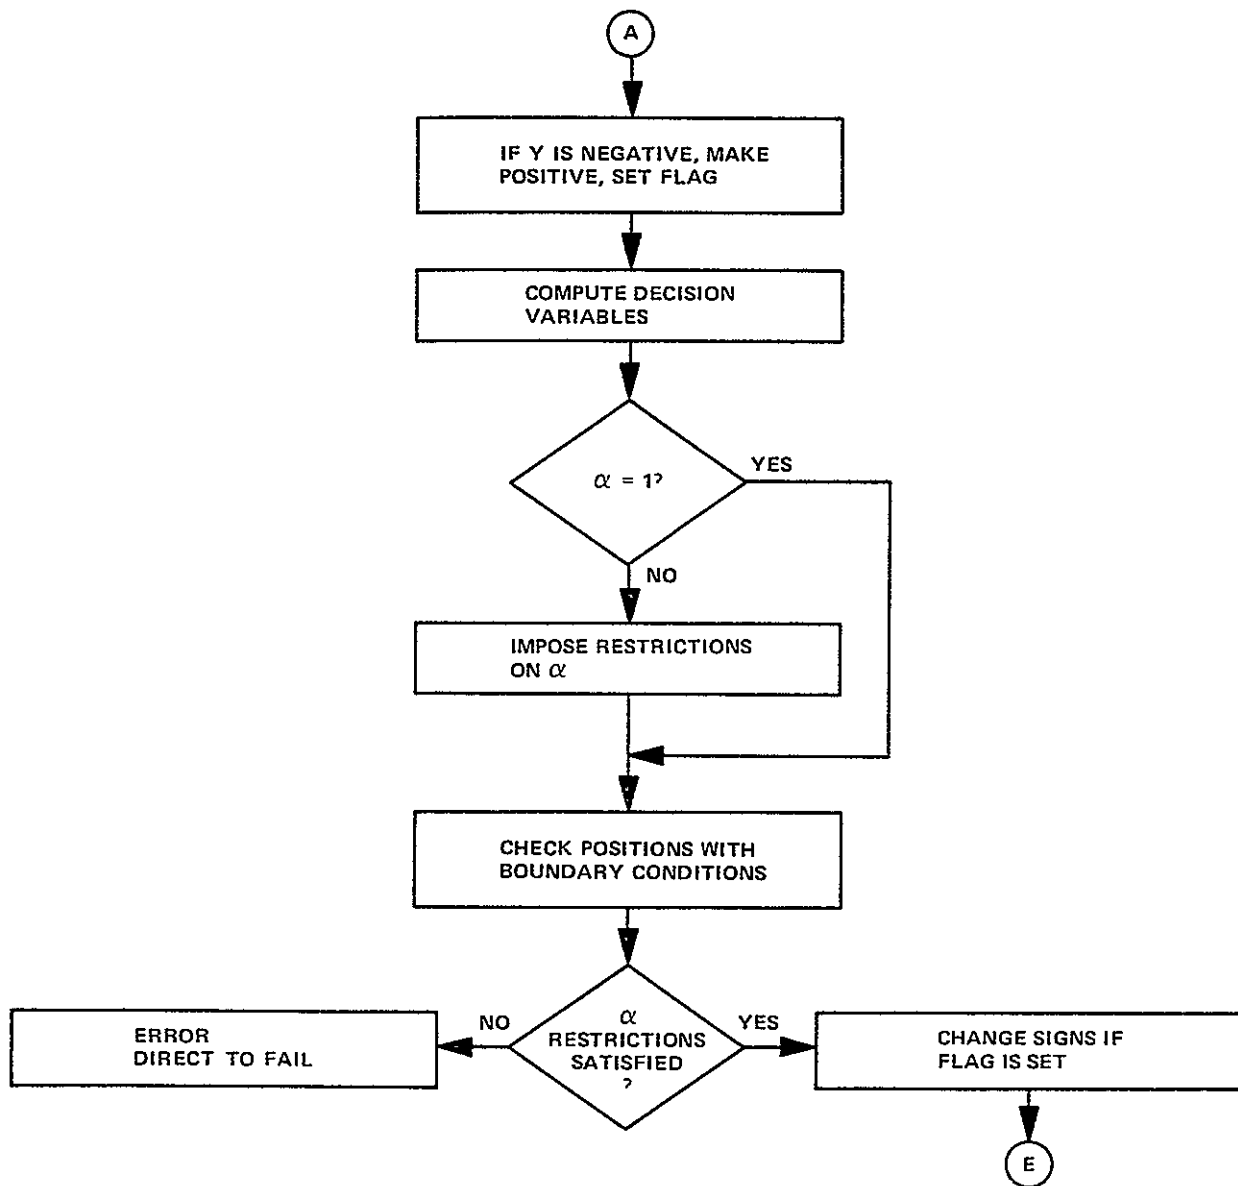 A
IF Y IS NEGATIVE, MAKE
POSITIVE, SET FLAG
COMPUTE DECISION
VARIABLES
α = 1?
YES
NO
IMPOSE RESTRICTIONS
ON α
CHECK POSITIONS WITH
BOUNDARY CONDITIONS
α
RESTRICTIONS
SATISFIED
?
NO
YES
ERROR
DIRECT TO FAIL
CHANGE SIGNS IF
FLAG IS SET
E